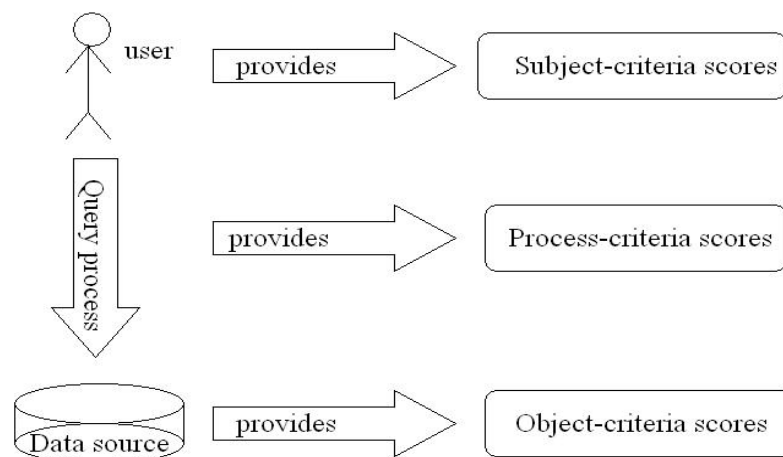 user
provides
Subject-criteria scores
Query process
provides
Process-criteria scores
Data source
provides
Object-criteria scores